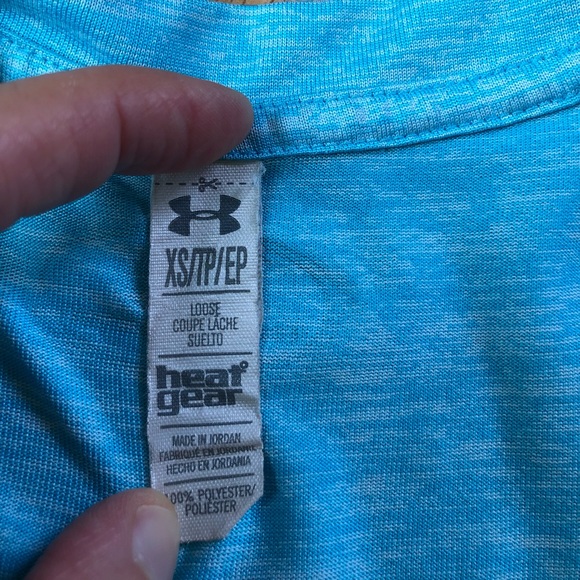 XS/TP/EP
LOOSE
COUPE LÂCHE
SUELTO
heat
gear
MADE IN JORDAN
FABRIQUÉ EN JORDANIE
HECHO EN JORDANIA
100% POLYESTER/
POLIÉSTER